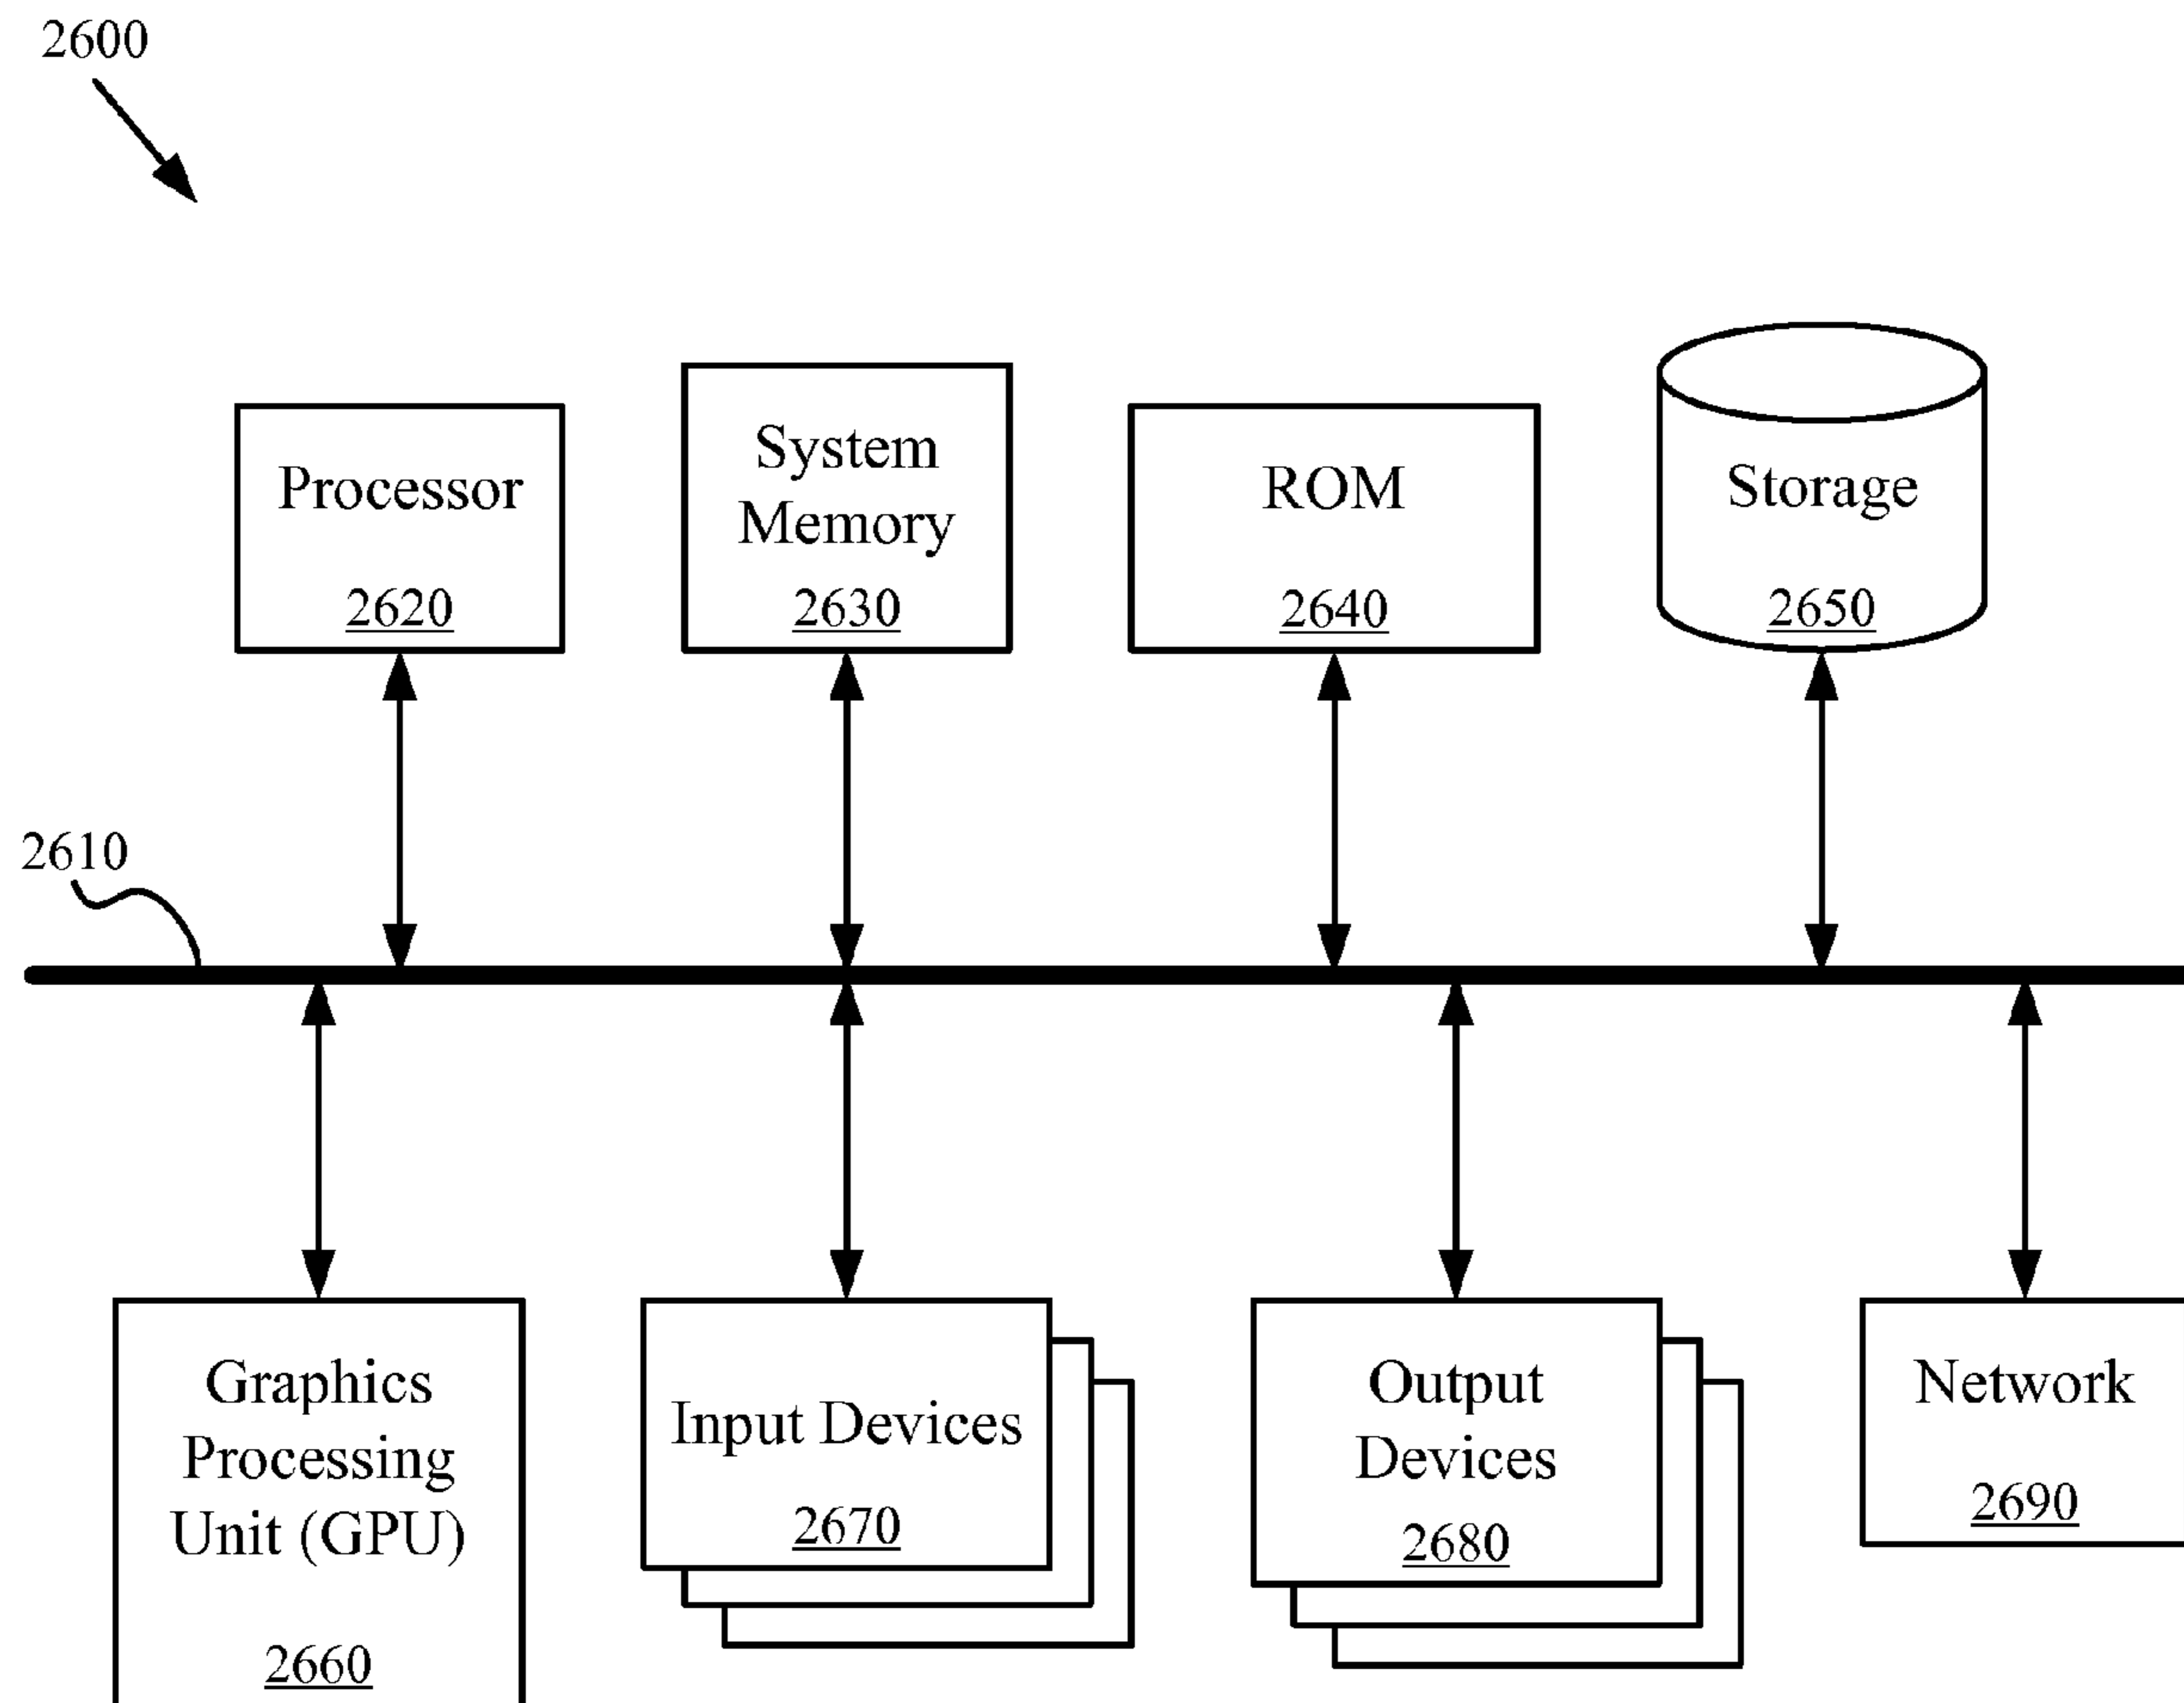 2600
Processor
2620
System
Memory
2630
ROM
2640
Storage
2650
2610
Graphics
Processing
Unit (GPU)
2660
Input Devices
2670
Output
Devices
2680
Network
2690